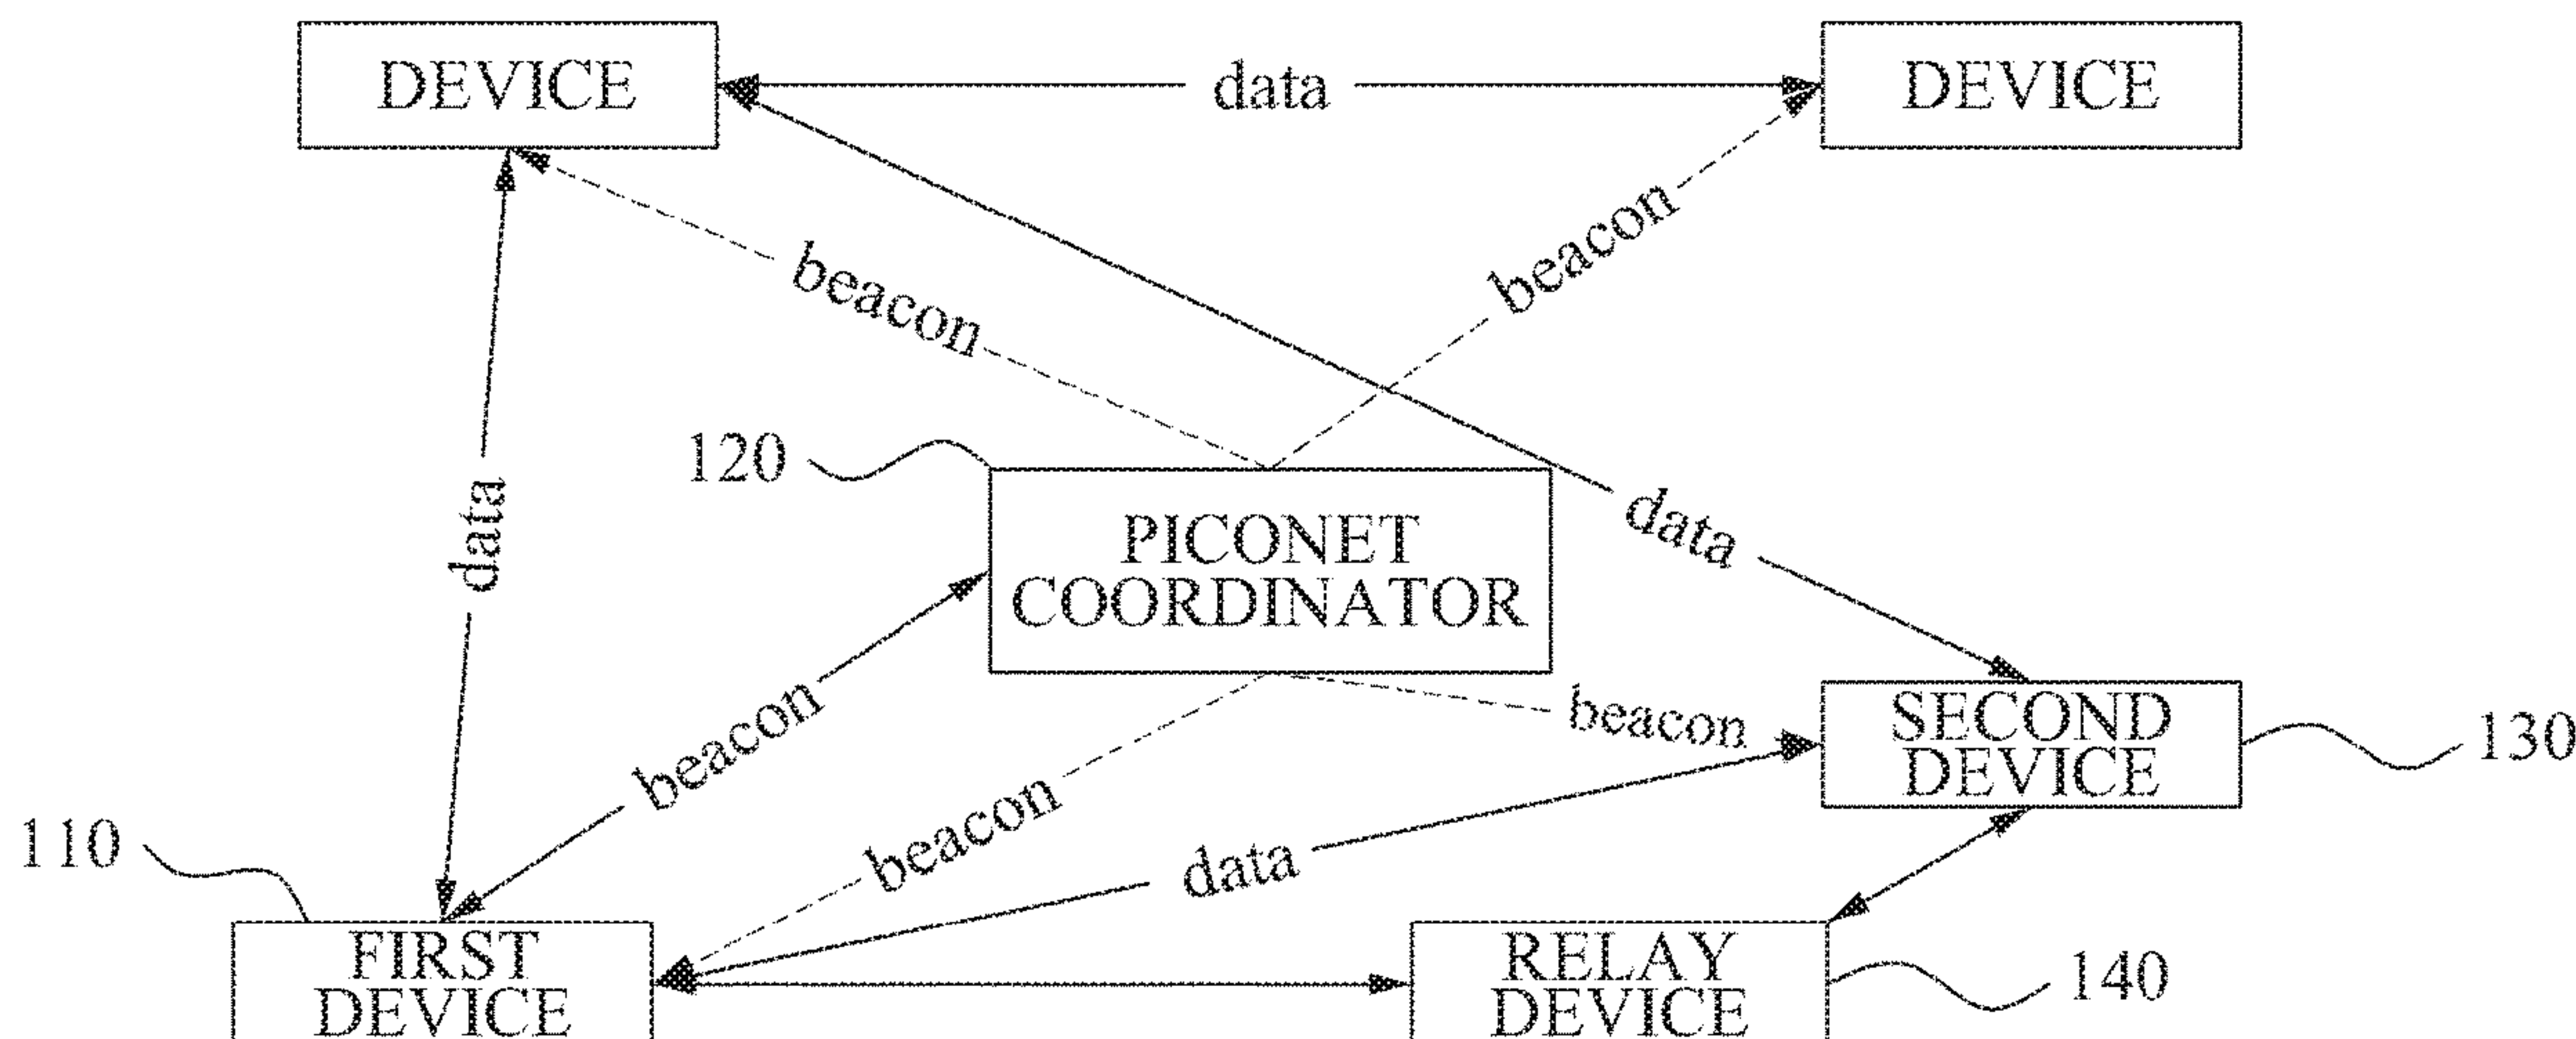 DEVICE
data
DEVICE
beacon
beacon
120
data
PICONET
COORDINATOR
data
beacon
beacon
SECOND
DEVICE
130
beacon
data
110
FIRST
DEVICE
RELAY
DEVICE
140